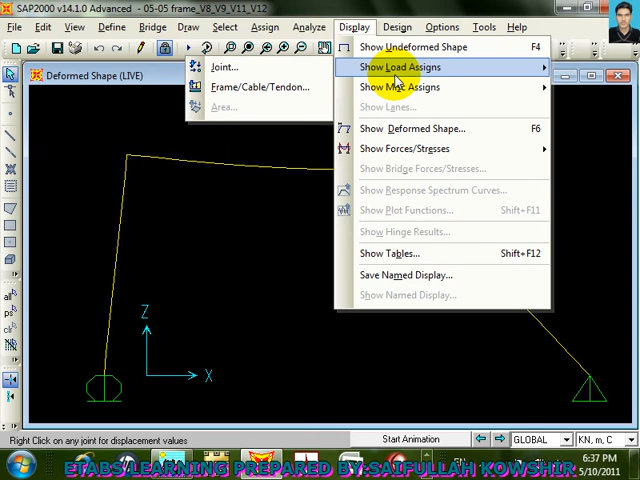 SAP2000 v14.1.0 Advanced - 05-05 frame_V8_V9_V11_V12
File Edit View Define Bridge Draw Select Assign Analyze Display Design Options Tools Help
Deformed Shape (LIVE)
Joint...
Frame/Cable/Tendon...
Area...
Show Undeformed Shape F4
Show Load Assigns
Show Misc Assigns
Show Lanes...
Show Deformed Shape... F6
Show Forces/Stresses
Show Bridge Forces/Stresses...
Show Response Spectrum Curves...
Show Plot Functions... Shift+F11
Show Hinge Results...
Show Tables... Shift+F12
Save Named Display...
Show Named Display...
all
Z
X
Right Click on any joint for displacement values
Start Animation
GLOBAL
KN, m, C
6:37 PM
ETABS LEARNING PREPARED BY:SAIFULLAH KOWSHIR
5/10/2011